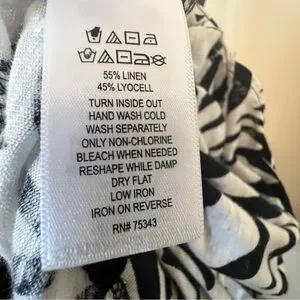 55% LINEN
45% LYOCELL
TURN INSIDE OUT
HAND WASH COLD
WASH SEPARATELY
ONLY NON-CHLORINE
BLEACH WHEN NEEDED
RESHAPE WHILE DAMP
DRY FLAT
LOW IRON
IRON ON REVERSE
RN# 75343